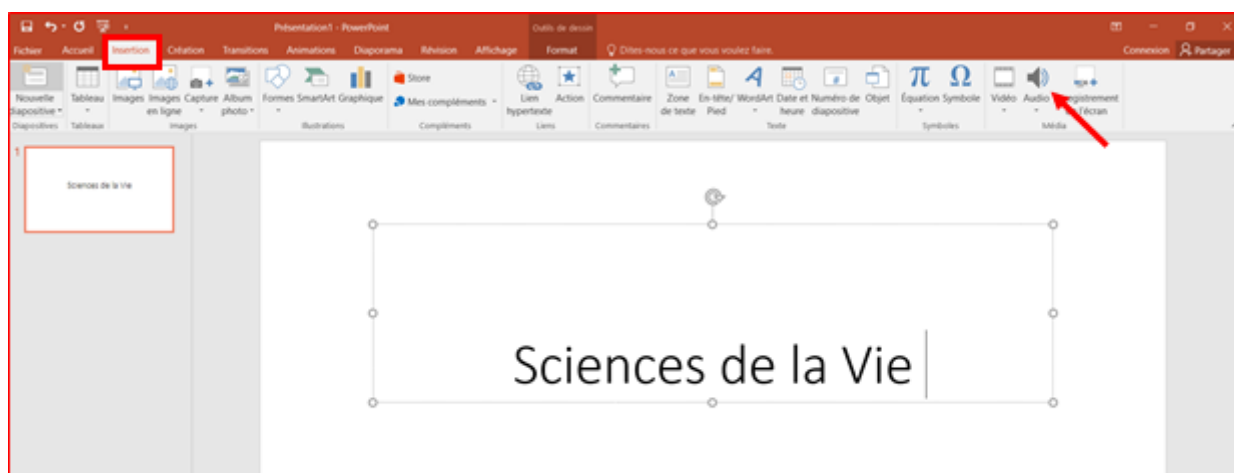 Présentation1 - PowerPoint
Outils de dessin
Fichier Accueil Insertion Création Transitions Animations Diaporama Révision Affichage Format Dites-nous ce que vous voulez faire. Connexion Partager
Store
Mes compléments
Nouvelle diapositive
Tableau
Images
Images en ligne
Capture
Album photo
Formes
SmartArt
Graphique
Lien hypertexte
Action
Commentaire
Zone de texte
En-tête/ Pied
WordArt
Date et heure
Numéro de diapositive
Objet
π
Équation
Ω
Symbole
Vidéo
Audio
Diapositives Tableaux Images Illustrations Compléments Liens Commentaires Texte Symboles Média
1
Sciences de la Vie
Sciences de la Vie